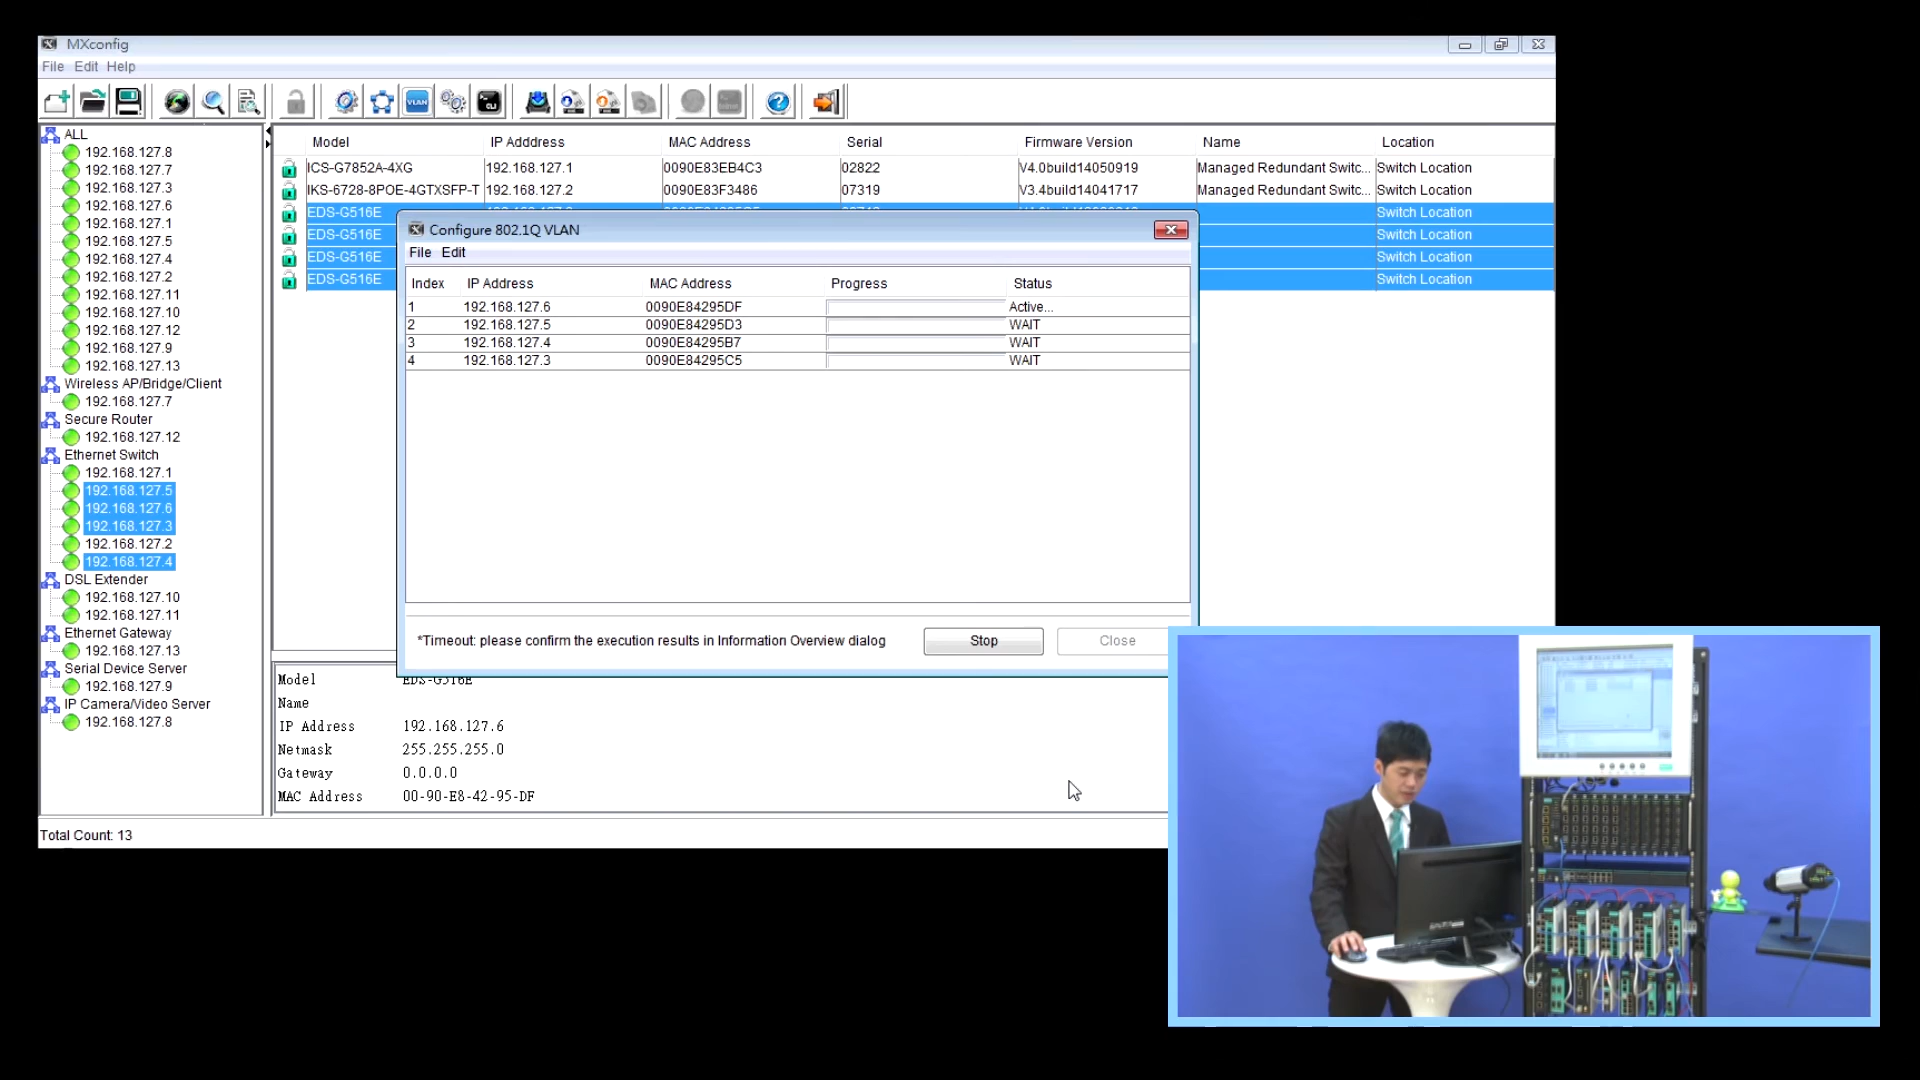 MXconfig
File Edit Help
VLAN
CLI
ALL
192.168.127.8
192.168.127.7
192.168.127.3
192.168.127.6
192.168.127.1
192.168.127.5
192.168.127.4
192.168.127.2
192.168.127.11
192.168.127.10
192.168.127.12
192.168.127.9
192.168.127.13
Wireless AP/Bridge/Client
192.168.127.7
Secure Router
192.168.127.12
Ethernet Switch
192.168.127.1
192.168.127.5
192.168.127.6
192.168.127.3
192.168.127.2
192.168.127.4
DSL Extender
192.168.127.10
192.168.127.11
Ethernet Gateway
192.168.127.13
Serial Device Server
192.168.127.9
IP Camera/Video Server
192.168.127.8
Model IP Adddress MAC Address Serial Firmware Version Name Location
ICS-G7852A-4XG 192.168.127.1 0090E83EB4C3 02822 V4.0build14050919 Managed Redundant Switc... Switch Location
IKS-6728-8POE-4GTXSFP-T 192.168.127.2 0090E83F3486 07319 V3.4build14041717 Managed Redundant Switc... Switch Location
EDS-G516E Switch Location
EDS-G516E Switch Location
EDS-G516E Switch Location
EDS-G516E Switch Location
Configure 802.1Q VLAN
File Edit
Index IP Address MAC Address Progress Status
1 192.168.127.6 0090E84295DF Active...
2 192.168.127.5 0090E84295D3 WAIT
3 192.168.127.4 0090E84295B7 WAIT
4 192.168.127.3 0090E84295C5 WAIT
*Timeout: please confirm the execution results in Information Overview dialog Stop Close
Model EDS-G516E
Name
IP Address 192.168.127.6
Netmask 255.255.255.0
Gateway 0.0.0.0
MAC Address 00-90-E8-42-95-DF
Total Count: 13